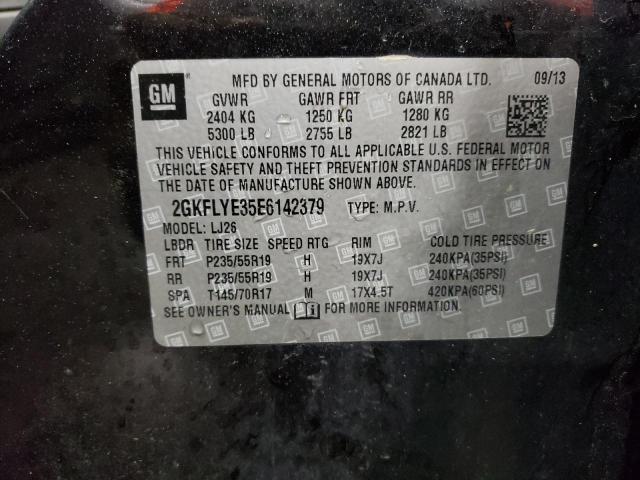 GM
MFD BY GENERAL MOTORS OF CANADA LTD. 09/13
GVWR GAWR FRT GAWR RR
2404 KG 1250 KG 1280 KG
5300 LB 2755 LB 2821 LB
THIS VEHICLE CONFORMS TO ALL APPLICABLE U.S. FEDERAL MOTOR
VEHICLE SAFETY AND THEFT PREVENTION STANDARDS IN EFFECT ON
THE DATE OF MANUFACTURE SHOWN ABOVE.
2GKFLYE35E6142379 TYPE: M.P.V.
MODEL: LJ26
LBDR TIRE SIZE SPEED RTG RIM COLD TIRE PRESSURE
FRT P235/55R19 H 19X7J 240KPA(35PSI)
RR P235/55R19 H 19X7J 240KPA(35PSI)
SPA T145/70R17 M 17X4.5T 420KPA(60PSI)
SEE OWNER'S MANUAL FOR MORE INFORMATION